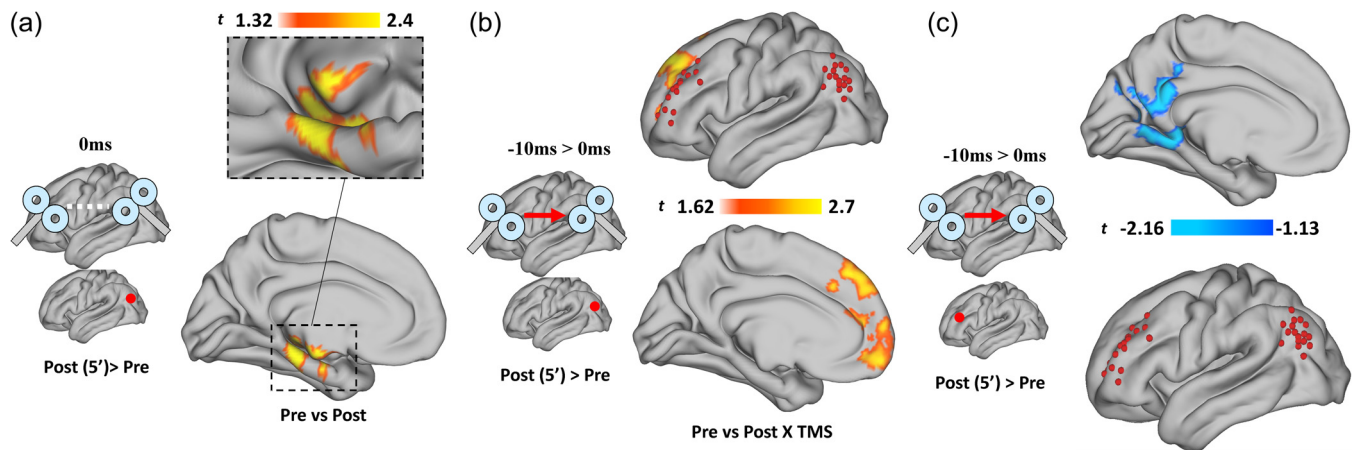 (a)
t 1.32 2.4
0ms
Post (5’)> Pre
Pre vs Post
(b)
-10ms > 0ms
t 1.62 2.7
Post (5’) > Pre
Pre vs Post X TMS
(c)
-10ms > 0ms
t -2.16 -1.13
Post (5’) > Pre